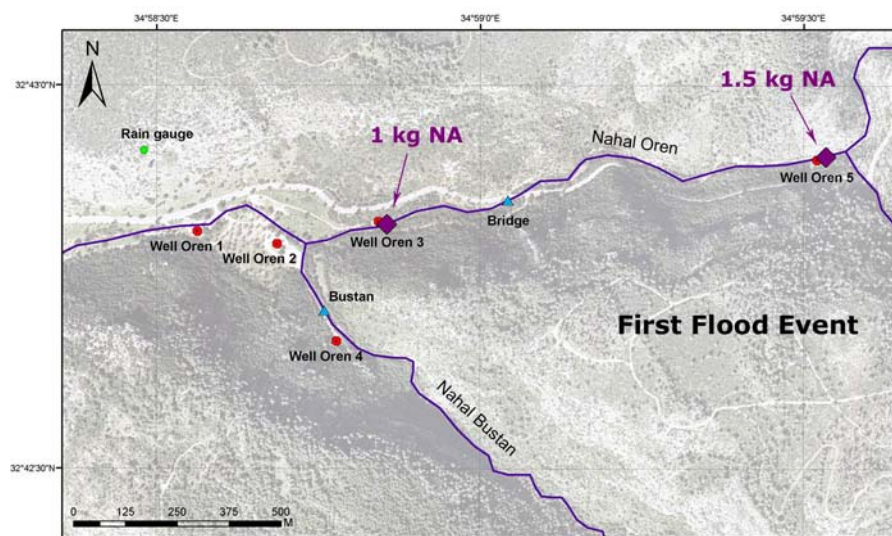 34°58'30"E
34°59'0"E
34°59'30"E
32°43'0"N
N
1.5 kg NA
Rain gauge
1 kg NA
Nahal Oren
Well Oren 5
Bridge
Well Oren 1
Well Oren 2
Well Oren 3
Bustan
First Flood Event
Well Oren 4
Nahal Bustan
32°42'30"N
0 125 250 375 500
M